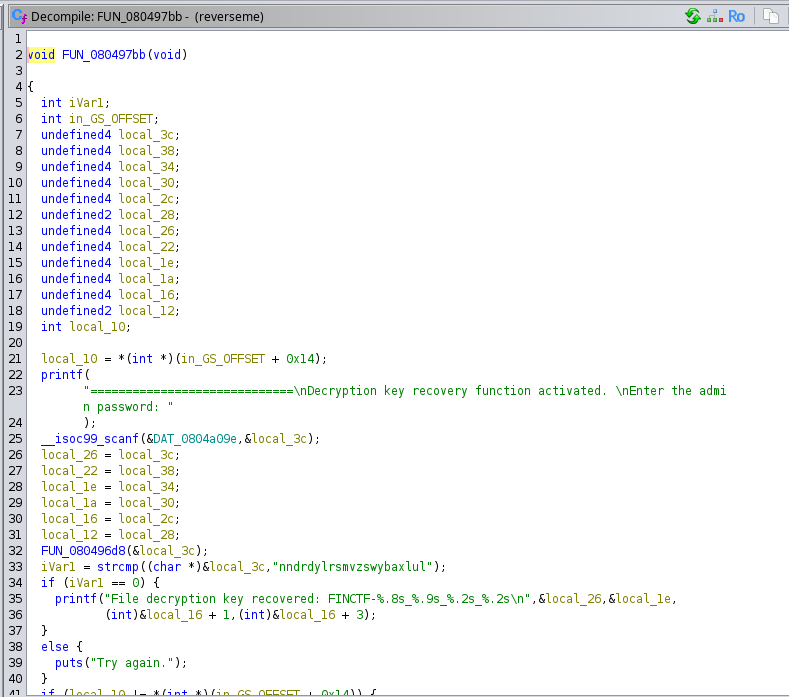 Decompile: FUN_080497bb - (reverseme)
Ro
1
2 void FUN_080497bb(void)
3
4 {
5 int iVar1;
6 int in_GS_OFFSET;
7 undefined4 local_3c;
8 undefined4 local_38;
9 undefined4 local_34;
10 undefined4 local_30;
11 undefined4 local_2c;
12 undefined2 local_28;
13 undefined4 local_26;
14 undefined4 local_22;
15 undefined4 local_1e;
16 undefined4 local_1a;
17 undefined4 local_16;
18 undefined2 local_12;
19 int local_10;
20
21 local_10 = *(int *)(in_GS_OFFSET + 0x14);
22 printf(
23 "=============================\nDecryption key recovery function activated. \nEnter the admi
n password: "
24 );
25 __isoc99_scanf(&DAT_0804a09e,&local_3c);
26 local_26 = local_3c;
27 local_22 = local_38;
28 local_1e = local_34;
29 local_1a = local_30;
30 local_16 = local_2c;
31 local_12 = local_28;
32 FUN_080496d8(&local_3c);
33 iVar1 = strcmp((char *)&local_3c,"nndrdylrsmvzswybaxlul");
34 if (iVar1 == 0) {
35 printf("File decryption key recovered: FINCTF-%.8s_%.9s_%.2s_%.2s\n",&local_26,&local_1e,
36 (int)&local_16 + 1,(int)&local_16 + 3);
37 }
38 else {
39 puts("Try again.");
40 }
41 if (local_10 != *(int *)(in_GS_OFFSET + 0x14)) {